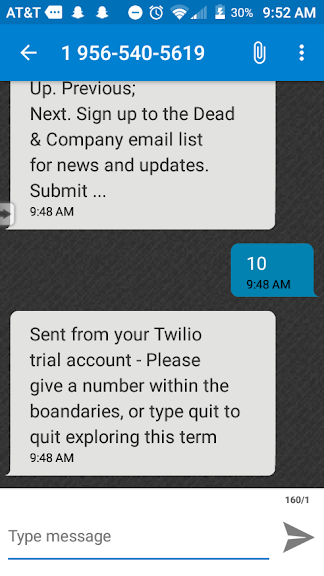 AT&T 30% 9:52 AM
1 956-540-5619
Up. Previous;
Next. Sign up to the Dead
& Company email list
for news and updates.
Submit ...
9:48 AM
10
9:48 AM
Sent from your Twilio
trial account - Please
give a number within the
boandaries, or type quit to
quit exploring this term
9:48 AM
160/1
Type message